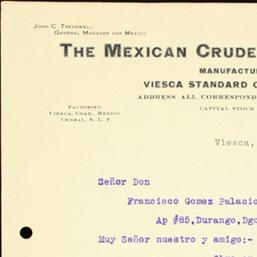 John C. Treadwell,
General Manager for Mexico
The Mexican Crude
MANUFACTUR
VIESCA STANDARD
ADDRESS ALL CORRESPOND
CAPITAL STOCK
Factories
Viesca, Coah., Mexico
Cedral, S. L. P.
Viesca,
Señor Don
Francisco Gomez Palacio
Ap #85,Durango,Dgo
Muy Señor nuestro y amigo:-